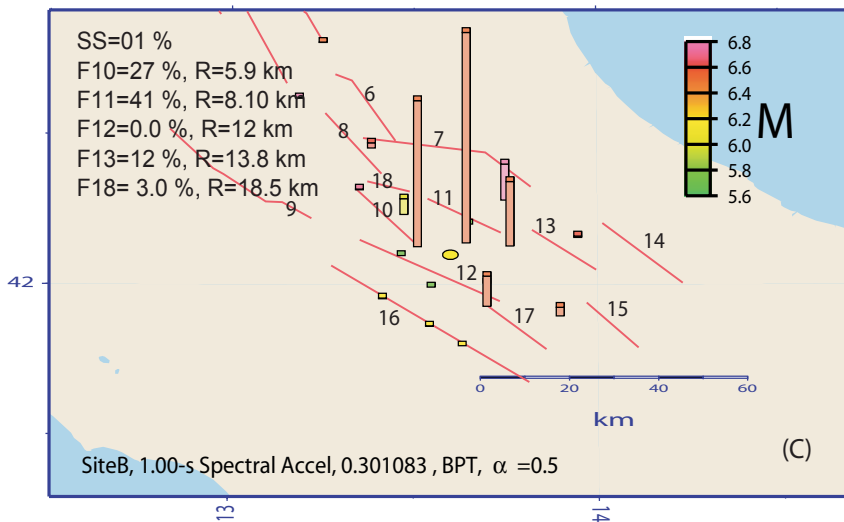 SS=01 %
F10=27 %, R=5.9 km
F11=41 %, R=8.10 km
F12=0.0 %, R=12 km
F13=12 %, R=13.8 km
F18= 3.0 %, R=18.5 km
6.8
6.6
6.4
6.2
6.0
5.8
5.6
M
6
7
8
18
9
10
11
13
14
12
16
17
15
42
0 20 40 60
km
(C)
SiteB, 1.00-s Spectral Accel, 0.301083 , BPT, α =0.5
13
14